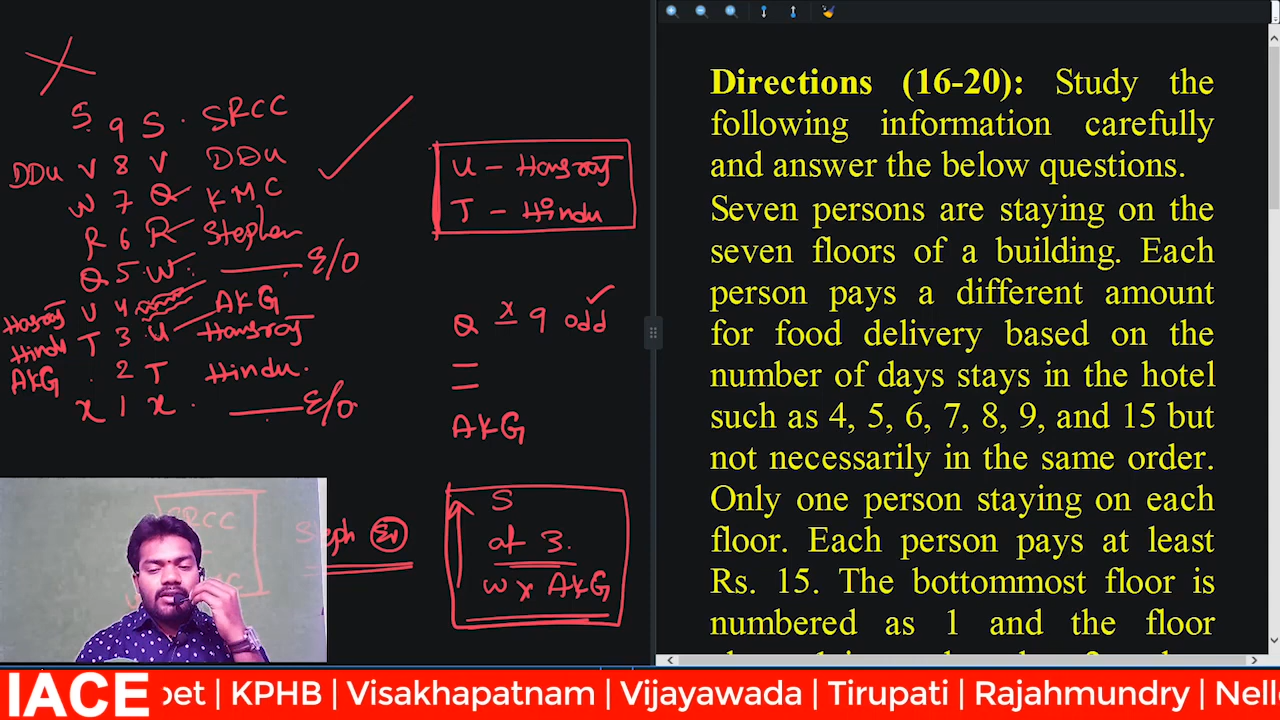 5 9 S . SRCC
DDU V 8 V DDU
W 7 Q KMC
R 6 R Stephen
Q 5 W . E/O
U 4 AKG
Hindu T 3 U Hansraj
AKG . 2 T Hindu.
x 1 x . E/O
U - Hansraj
T - Hindu
Q x 9 odd
=
AKG
SRCC
Steph
S
at 3.
W x AKG
Directions (16-20): Study the
following information carefully
and answer the below questions.
Seven persons are staying on the
seven floors of a building. Each
person pays a different amount
for food delivery based on the
number of days stays in the hotel
such as 4, 5, 6, 7, 8, 9, and 15 but
not necessarily in the same order.
Only one person staying on each
floor. Each person pays at least
Rs. 15. The bottommost floor is
numbered as 1 and the floor
IACE pet | KPHB | Visakhapatnam | Vijayawada | Tirupati | Rajahmundry | Nell